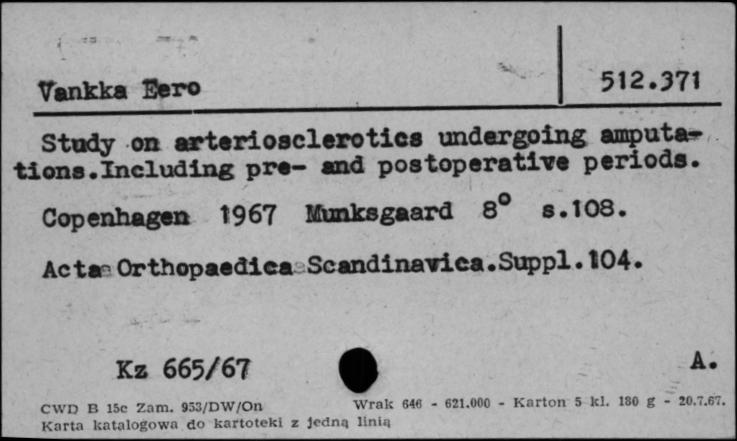 Vankka Eero
512.371
Study on arteriosclerotics undergoing amputa-
tions.Including pre- and postoperative periods.
Copenhagen 1967 Munksgaard 8° s.108.
Acta Orthopaedica Scandinavica.Suppl.104.
Kz 665/67
A.
CWD B 15c Zam. 953/DW/On Wrak 646 - 621.000 - Karton 5 kl. 180 g - 20.7.67.
Karta katalogowa do kartoteki z jedną linią